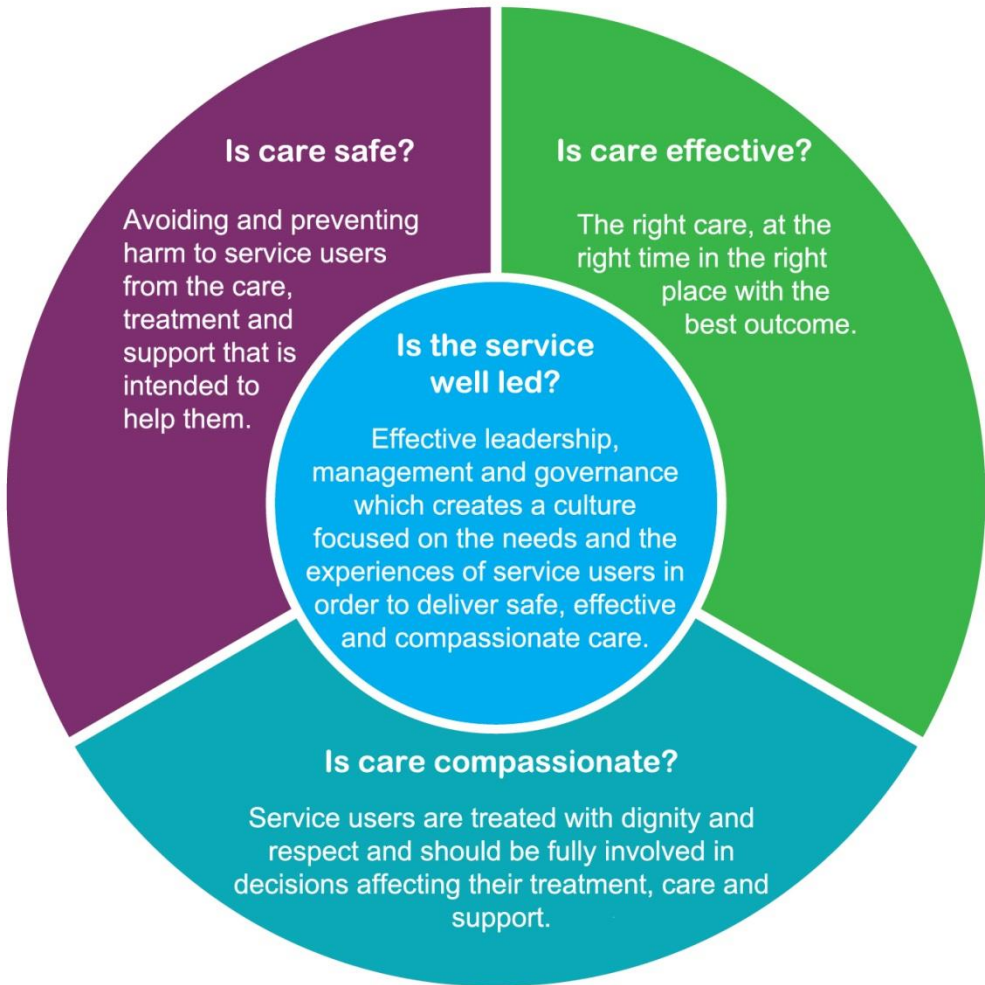 Is care safe?
Avoiding and preventing
harm to service users
from the care,
treatment and
support that is
intended to
help them.
Is care effective?
The right care, at the
right time in the right
place with the
best outcome.
Is the service
well led?
Effective leadership,
management and governance
which creates a culture
focused on the needs and the
experiences of service users in
order to deliver safe, effective
and compassionate care.
Is care compassionate?
Service users are treated with dignity and
respect and should be fully involved in
decisions affecting their treatment, care and
support.